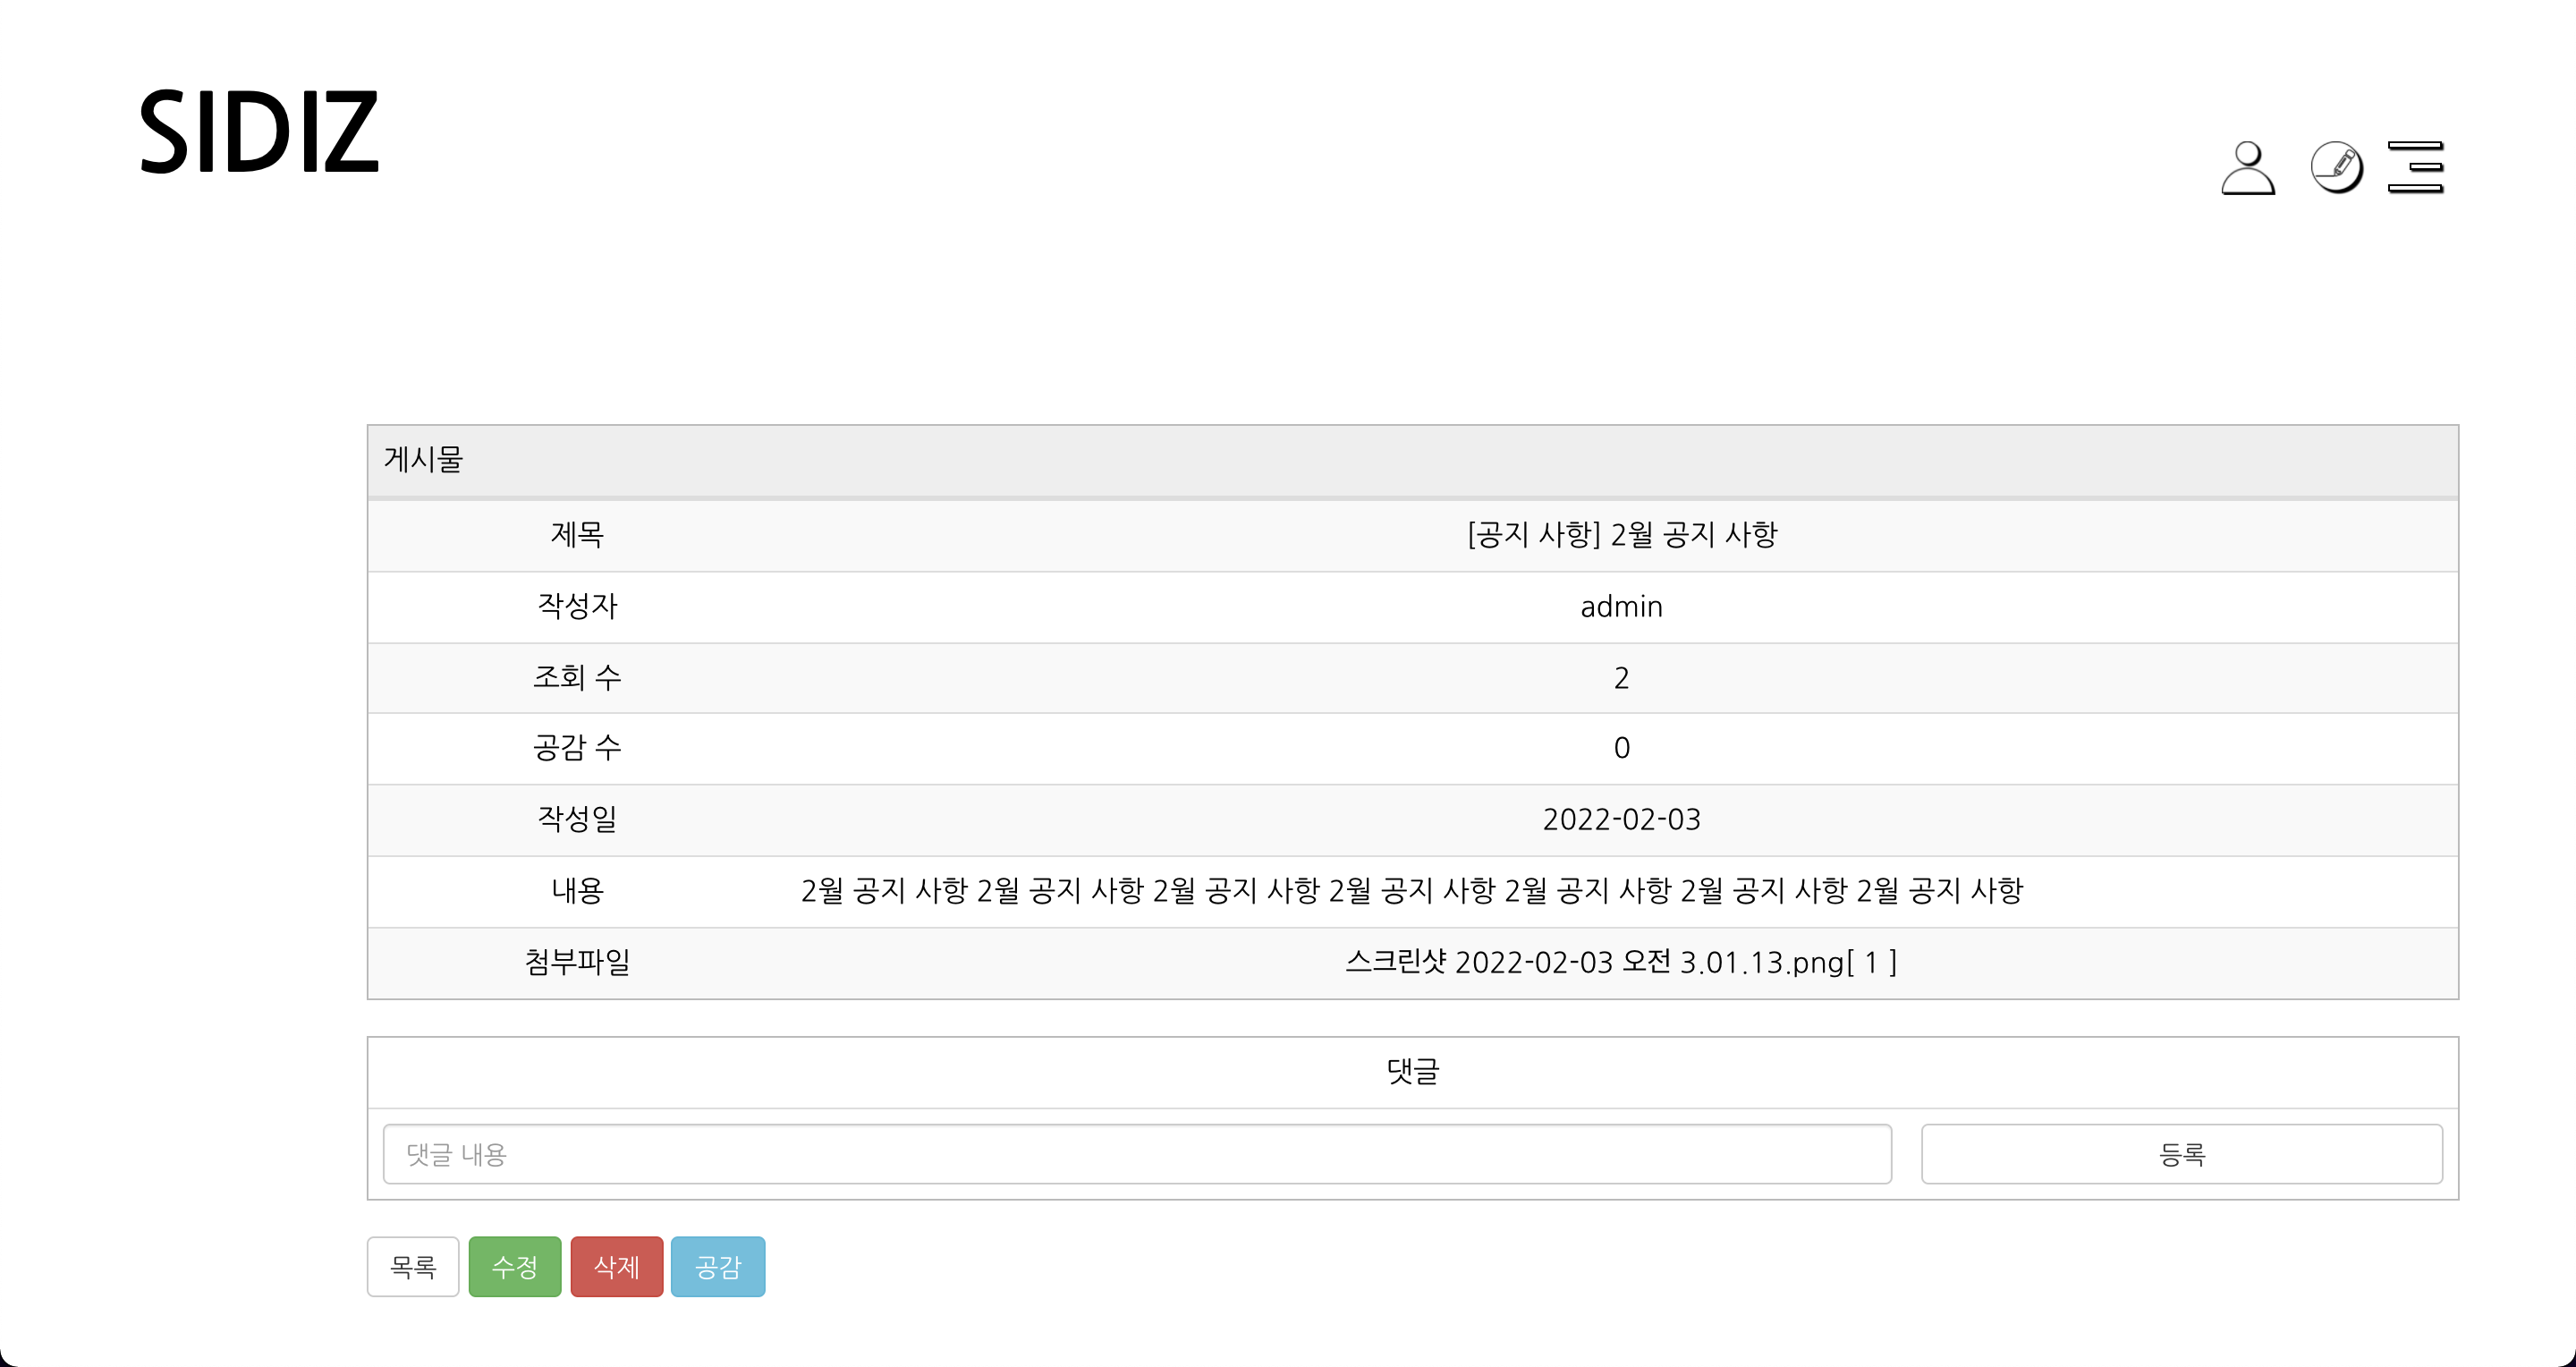 SIDIZ
게시물
제목 [공지 사항] 2월 공지 사항
작성자 admin
조회 수 2
공감 수 0
작성일 2022-02-03
내용 2월 공지 사항 2월 공지 사항 2월 공지 사항 2월 공지 사항 2월 공지 사항 2월 공지 사항 2월 공지 사항
첨부파일 스크린샷 2022-02-03 오전 3.01.13.png[ 1 ]
댓글
댓글 내용 등록
목록 수정 삭제 공감